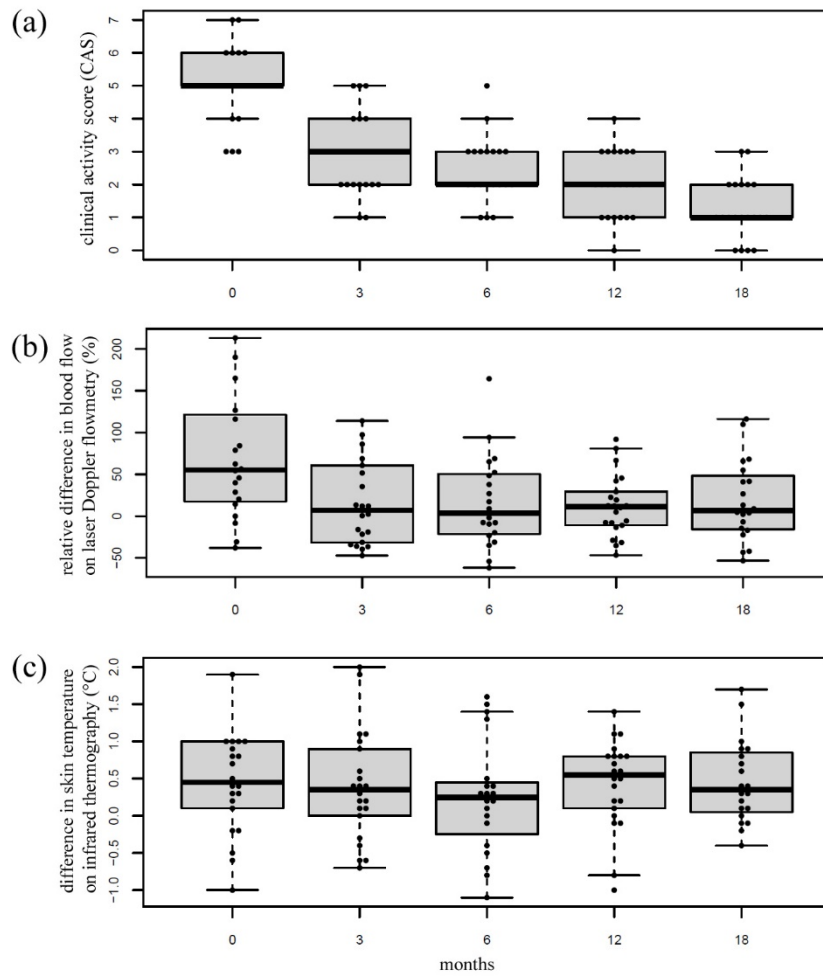 (a)
clinical activity score (CAS)
7
6
5
4
3
2
1
0
0 3 6 12 18
(b)
relative difference in blood flow
on laser Doppler flowmetry (%)
200
150
100
50
0
−50
0 3 6 12 18
(c)
difference in skin temperature
on infrared thermography (°C)
2.0
1.5
1.0
0.5
0.0
−0.5
−1.0
0 3 6 12 18
months